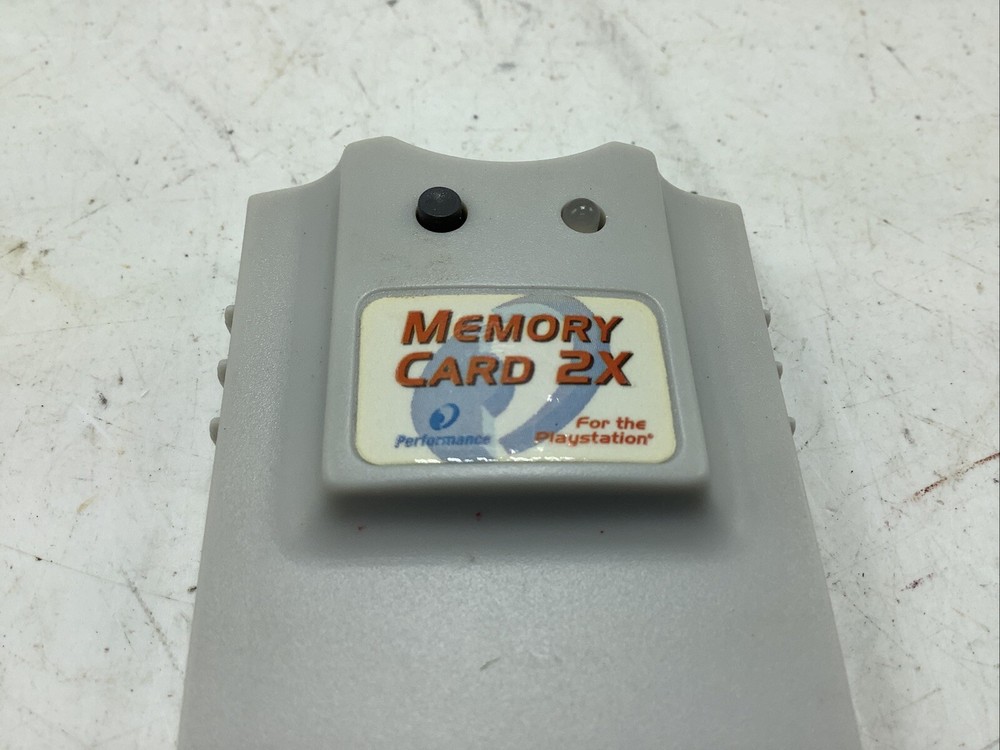 MEMORY
CARD 2X
Performance
For the
Playstation®